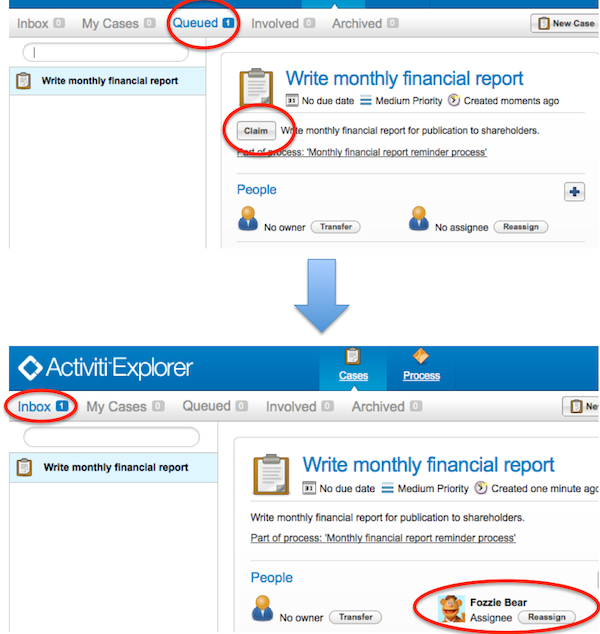 Inbox 0 My Cases 0 Queued 1 Involved 0 Archived 0 New Case
Write monthly financial report
Write monthly financial report
31 No due date Medium Priority Created moments ago
Claim Write monthly financial report for publication to shareholders.
Part of process: 'Monthly financial report reminder process'
People
No owner Transfer No assignee Reassign
Activiti Explorer
Cases Process
Inbox 1 My Cases 0 Queued 0 Involved 0 Archived 0 Ne
Write monthly financial report
Write monthly financial report
31 No due date Medium Priority Created one minute ago
Write monthly financial report for publication to shareholders.
Part of process: 'Monthly financial report reminder process'
People
Fozzie Bear
No owner Transfer Assignee Reassign